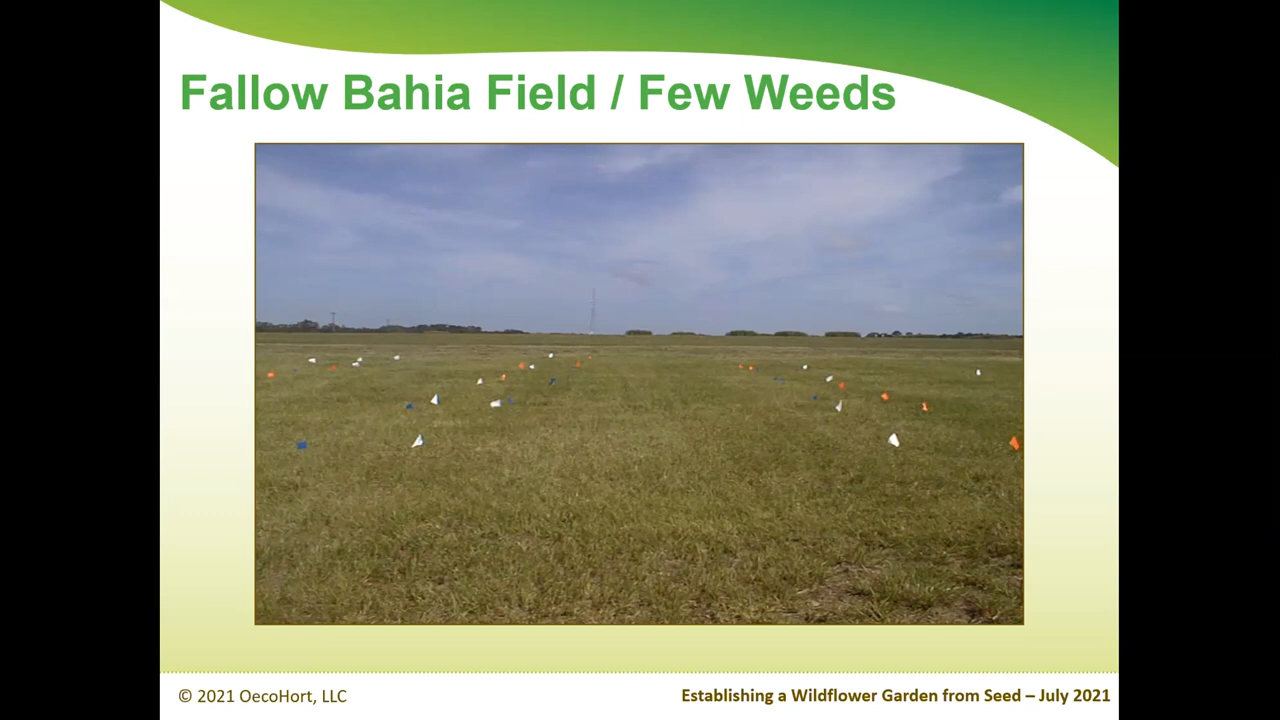 Fallow Bahia Field / Few Weeds
© 2021 OecoHort, LLC
Establishing a Wildflower Garden from Seed – July 2021